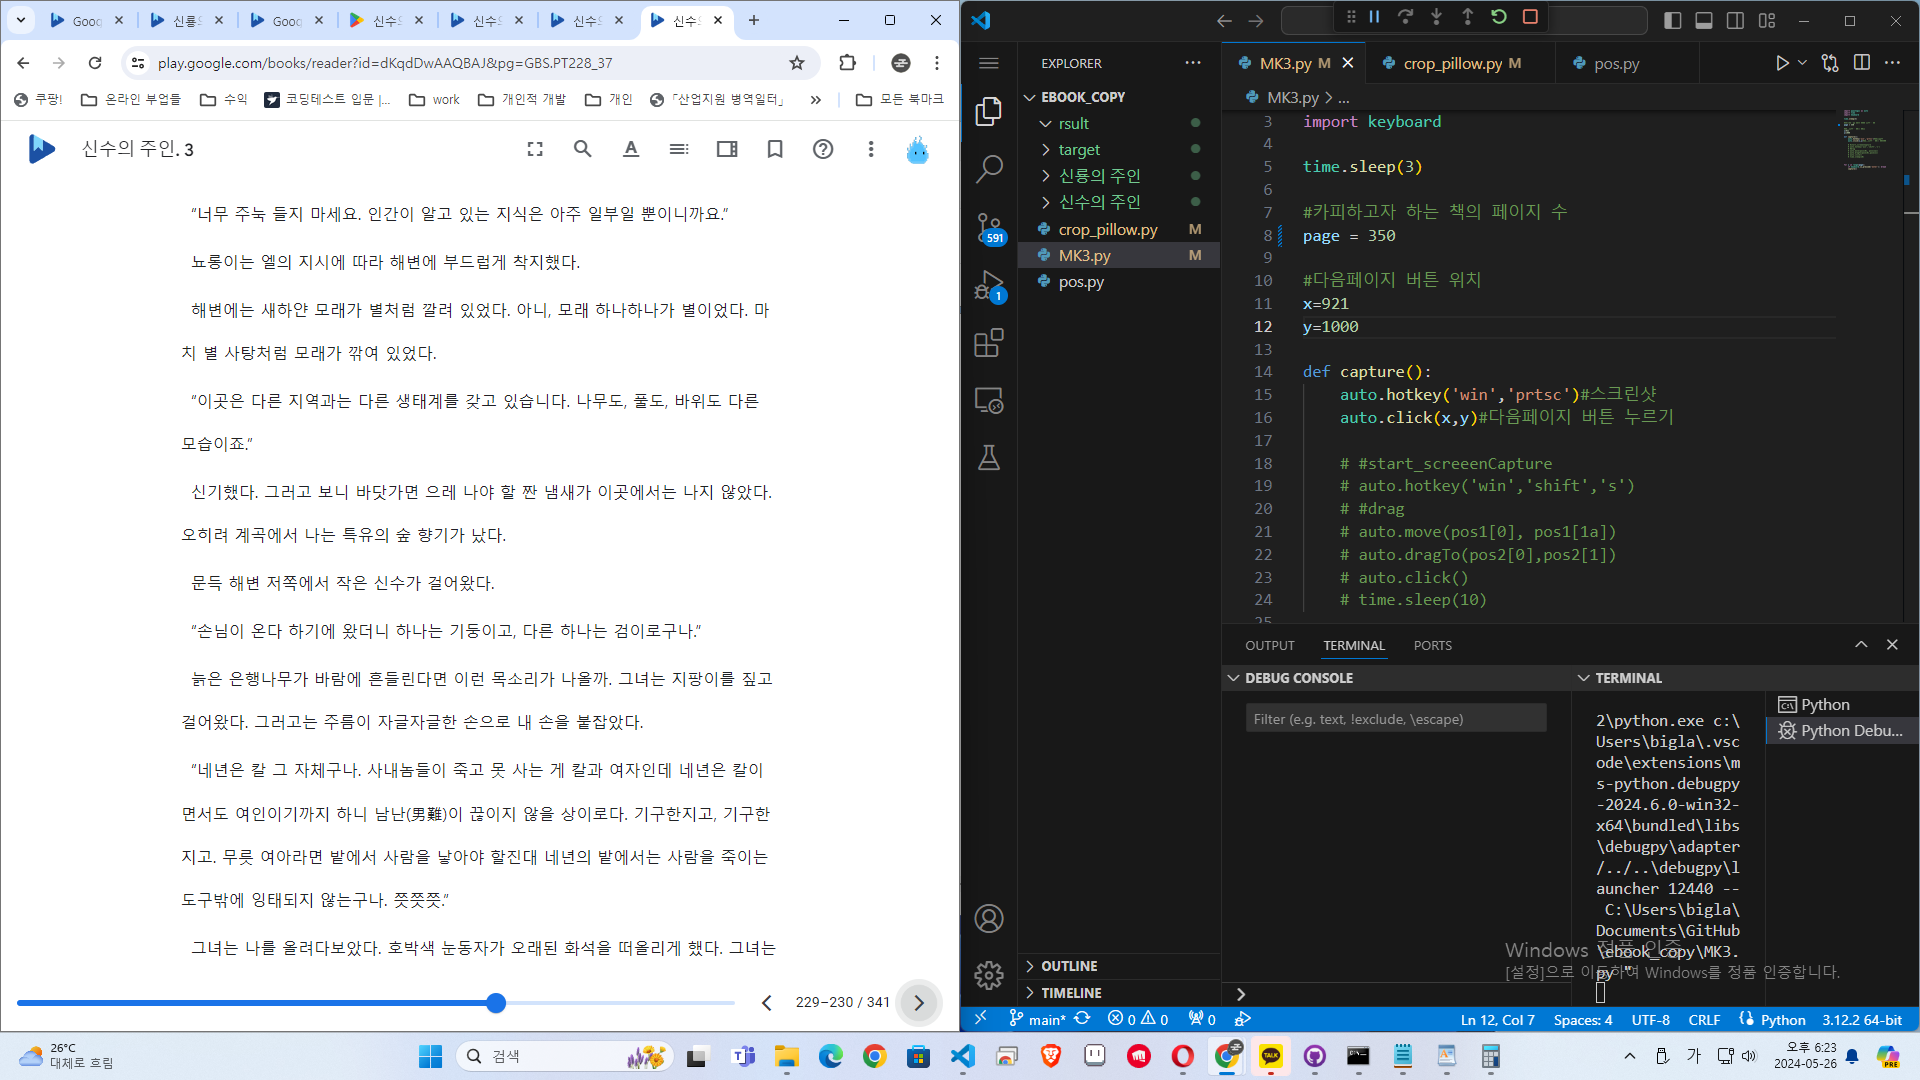 Goog
신룡의
Goog
신수의
신수의
신수의
신수의
play.google.com/books/reader?id=dKqdDwAAQBAJ&pg=GBS.PT228_37
쿠팡!
온라인 부업들
수익
코딩테스트 입문 |...
work
개인적 개발
개인
「산업지원 병역일터」
모든 북마크
신수의 주인. 3
“너무 주눅 들지 마세요. 인간이 알고 있는 지식은 아주 일부일 뿐이니까요.”
뇨롱이는 엘의 지시에 따라 해변에 부드럽게 착지했다.
해변에는 새하얀 모래가 별처럼 깔려 있었다. 아니, 모래 하나하나가 별이었다. 마
치 별 사탕처럼 모래가 깎여 있었다.
“이곳은 다른 지역과는 다른 생태계를 갖고 있습니다. 나무도, 풀도, 바위도 다른
모습이죠.”
신기했다. 그러고 보니 바닷가면 으레 나야 할 짠 냄새가 이곳에서는 나지 않았다.
오히려 계곡에서 나는 특유의 숲 향기가 났다.
문득 해변 저쪽에서 작은 신수가 걸어왔다.
“손님이 온다 하기에 왔더니 하나는 기둥이고, 다른 하나는 검이로구나.”
늙은 은행나무가 바람에 흔들린다면 이런 목소리가 나올까. 그녀는 지팡이를 짚고
걸어왔다. 그러고는 주름이 자글자글한 손으로 내 손을 붙잡았다.
“네년은 칼 그 자체구나. 사내놈들이 죽고 못 사는 게 칼과 여자인데 네년은 칼이
면서도 여인이기까지 하니 남난(男難)이 끊이지 않을 상이로다. 기구한지고, 기구한
지고. 무릇 여아라면 밭에서 사람을 낳아야 할진대 네년의 밭에서는 사람을 죽이는
도구밖에 잉태되지 않는구나. 쯧쯧쯧.”
그녀는 나를 올려다보았다. 호박색 눈동자가 오래된 화석을 떠올리게 했다. 그녀는
229–230 / 341
EXPLORER
EBOOK_COPY
rsult
target
신룡의 주인
신수의 주인
crop_pillow.py M
MK3.py M
pos.py
OUTLINE
TIMELINE
591
1
MK3.py M
crop_pillow.py M
pos.py
MK3.py > ...
3 import keyboard
4
5 time.sleep(3)
6
7 #카피하고자 하는 책의 페이지 수
8 page = 350
9
10 #다음페이지 버튼 위치
11 x=921
12 y=1000
13
14 def capture():
15 auto.hotkey('win','prtsc')#스크린샷
16 auto.click(x,y)#다음페이지 버튼 누르기
17
18 # #start_screeenCapture
19 # auto.hotkey('win','shift','s')
20 # #drag
21 # auto.move(pos1[0], pos1[1a])
22 # auto.dragTo(pos2[0],pos2[1])
23 # auto.click()
24 # time.sleep(10)
25
OUTPUT
TERMINAL
PORTS
DEBUG CONSOLE
Filter (e.g. text, !exclude, \escape)
TERMINAL
2\python.exe c:\
Users\bigla\.vsc
ode\extensions\m
s-python.debugpy
-2024.6.0-win32-
x64\bundled\libs
\debugpy\adapter
/../..\debugpy\l
auncher 12440 --
C:\Users\bigla\
Documents\GitHub
\ebook_copy\MK3.
py "
Python
Python Debu...
Windows 정품 인증
[설정]으로 이동하여 Windows를 정품 인증합니다.
main*
0
0
0
Ln 12, Col 7
Spaces: 4
UTF-8
CRLF
Python
3.12.2 64-bit
26°C
대체로 흐림
검색
TALK
가
오후 6:23
2024-05-26
PRE